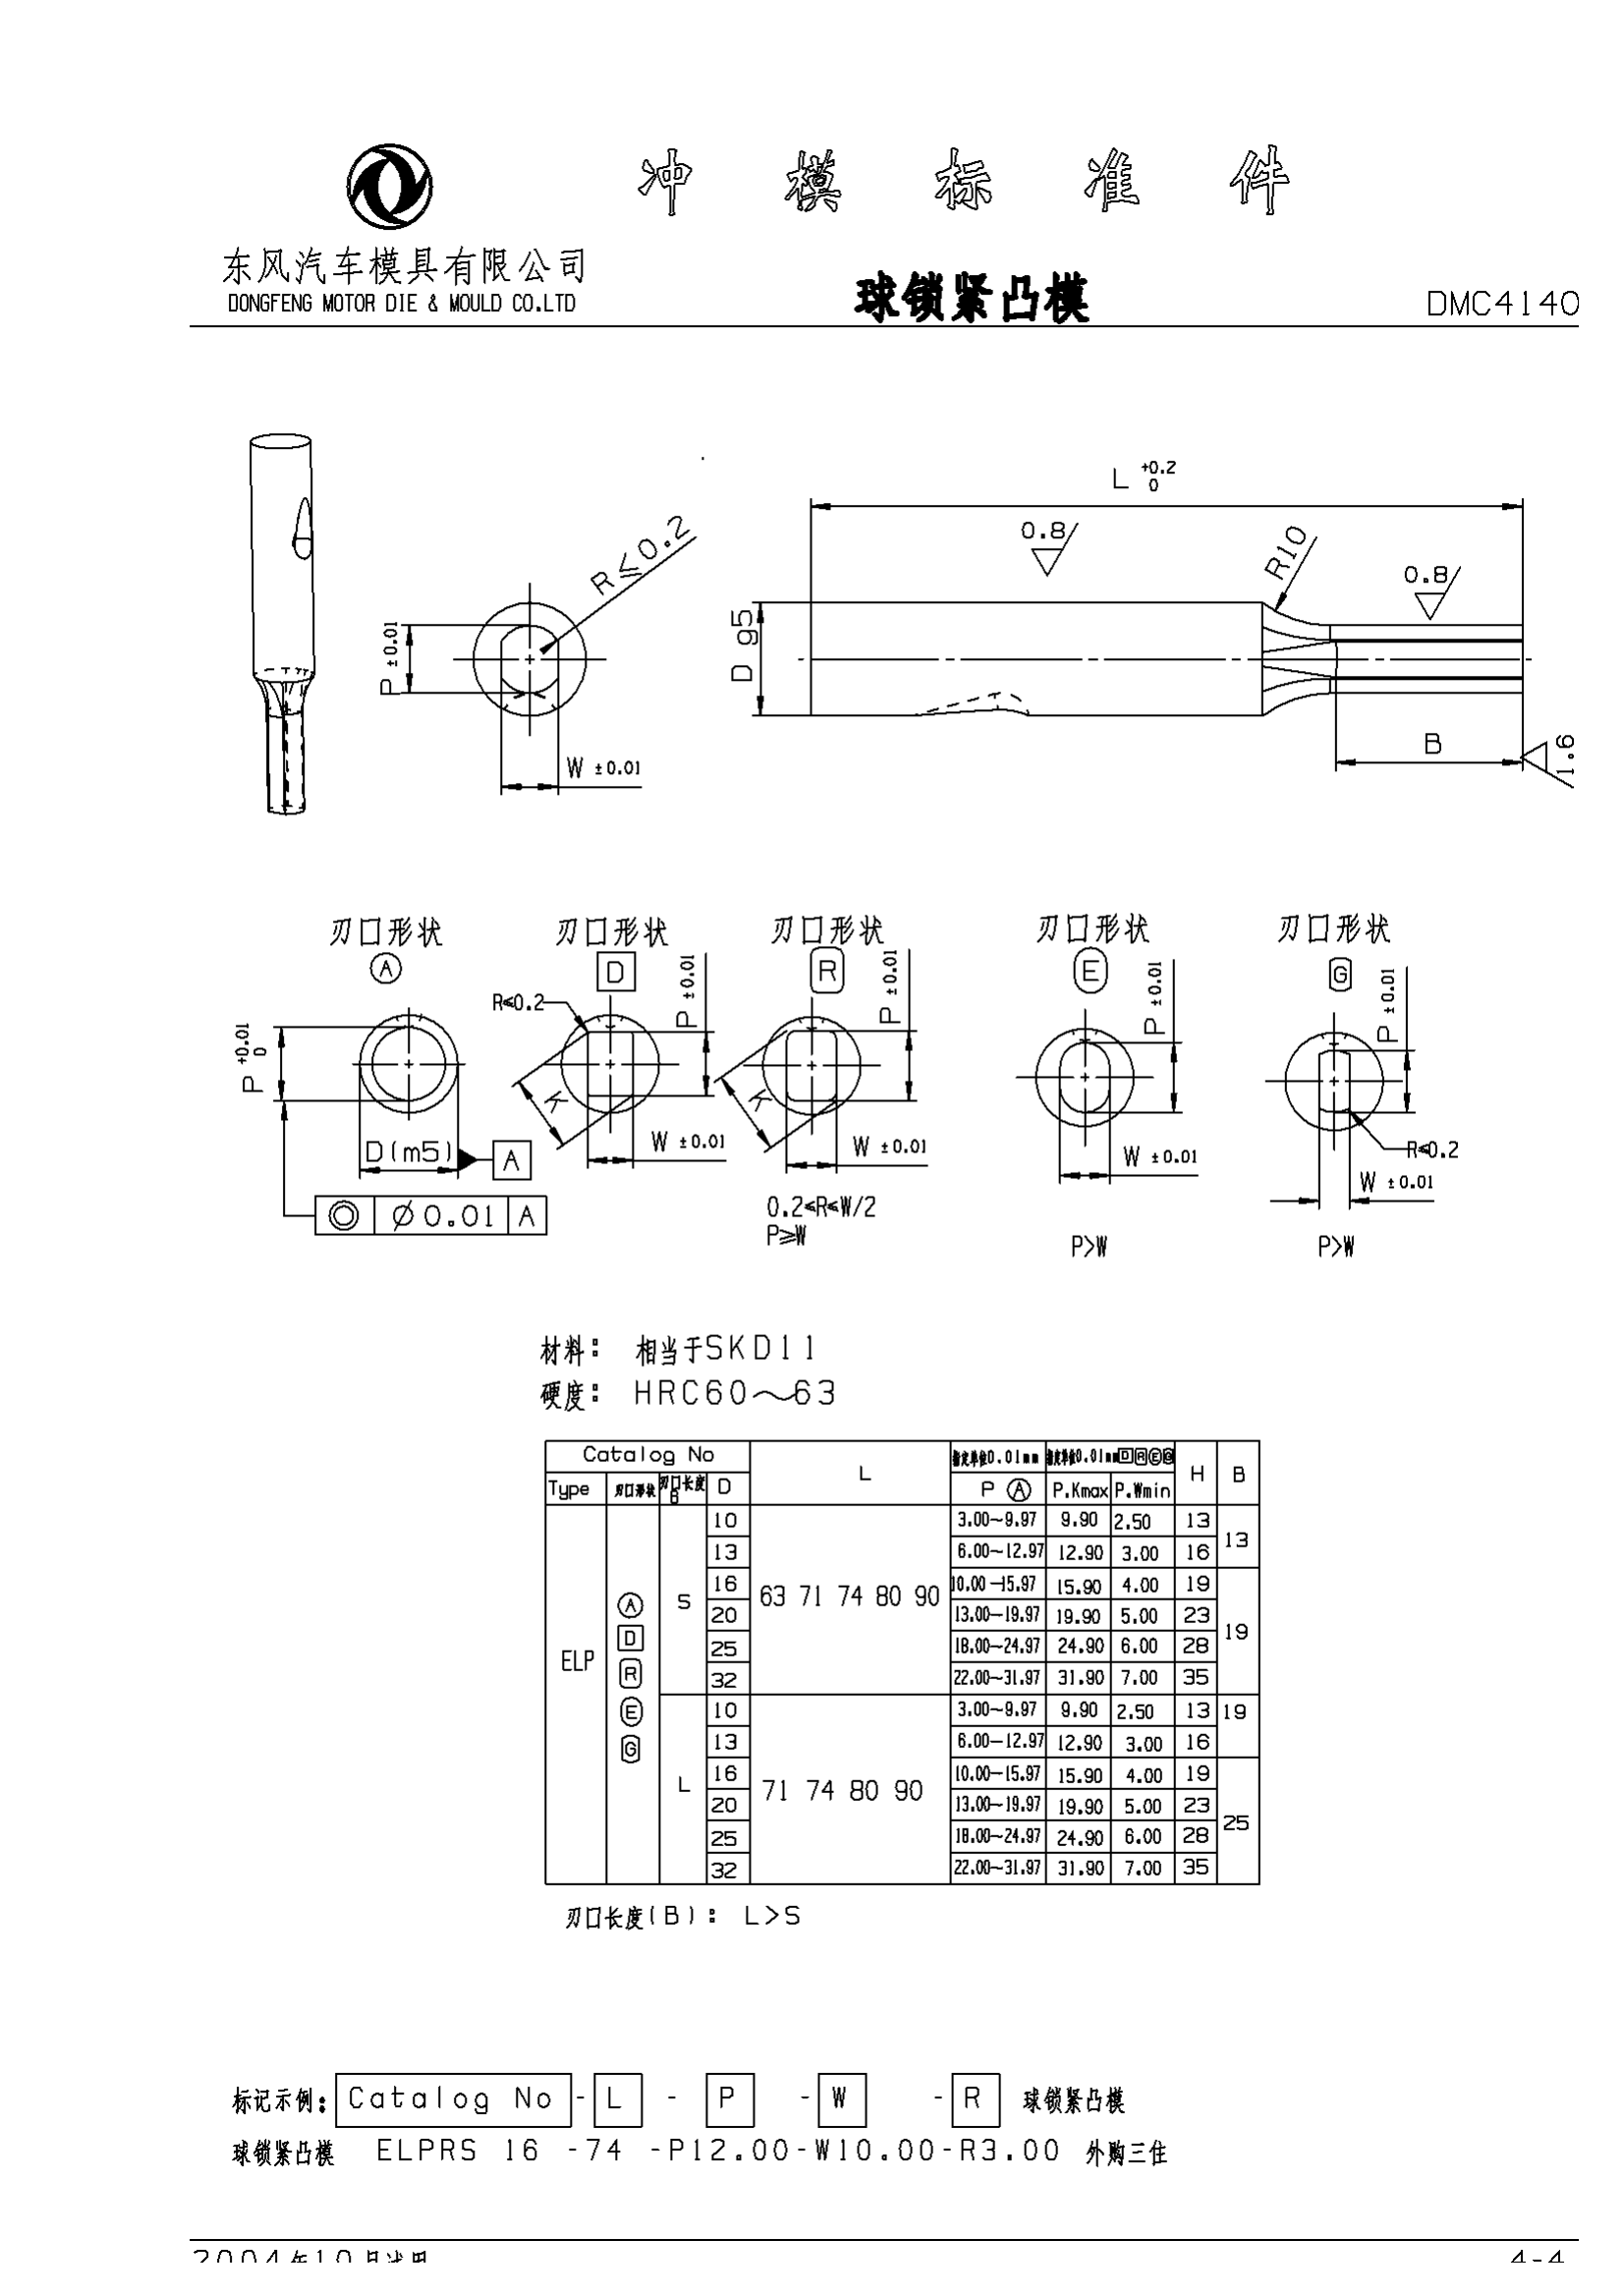 冲模标准件
东风汽车模具有限公司
DONGFENG MOTOR DIE & MOULD CO.LTD
球锁紧凸模
DMC4140
L +0.2 0
0.8
R10
0.8
R≤0.2
P ±0.01
D g5
W ±0.01
B
1.6
刃口形状 刃口形状 刃口形状 刃口形状 刃口形状
A D R E G
R≤0.2
P +0.01 0
P ±0.01
P ±0.01
P ±0.01
P ±0.01
K
K
D(m5)
A
W ±0.01
W ±0.01
W ±0.01
R≤0.2
W ±0.01
◎ Ø0.01 A
0.2≤R≤W/2
P≥W
P>W
P>W
材料： 相当于SKD11
硬度： HRC60～63
Catalog No L 指定单位0.01mm 指定单位0.01mm D R E G H B
Type 刃口形状 刃口长度B D P A P.Kmax P.Wmin
ELP A D R E G
S 63 71 74 80 90
10 3.00~9.97 9.90 2.50 13 13
13 6.00~12.97 12.90 3.00 16
16 10.00~15.97 15.90 4.00 19 19
20 13.00~19.97 19.90 5.00 23
25 18.00~24.97 24.90 6.00 28
32 22.00~31.97 31.90 7.00 35
L 71 74 80 90
10 3.00~9.97 9.90 2.50 13 19
13 6.00~12.97 12.90 3.00 16
16 10.00~15.97 15.90 4.00 19 25
20 13.00~19.97 19.90 5.00 23
25 18.00~24.97 24.90 6.00 28
32 22.00~31.97 31.90 7.00 35
刃口长度(B)： L>S
标记示例: Catalog No - L - P - W - R 球锁紧凸模
球锁紧凸模 ELPRS 16 -74 -P12.00-W10.00-R3.00 外购三住
2004年10月
4-4